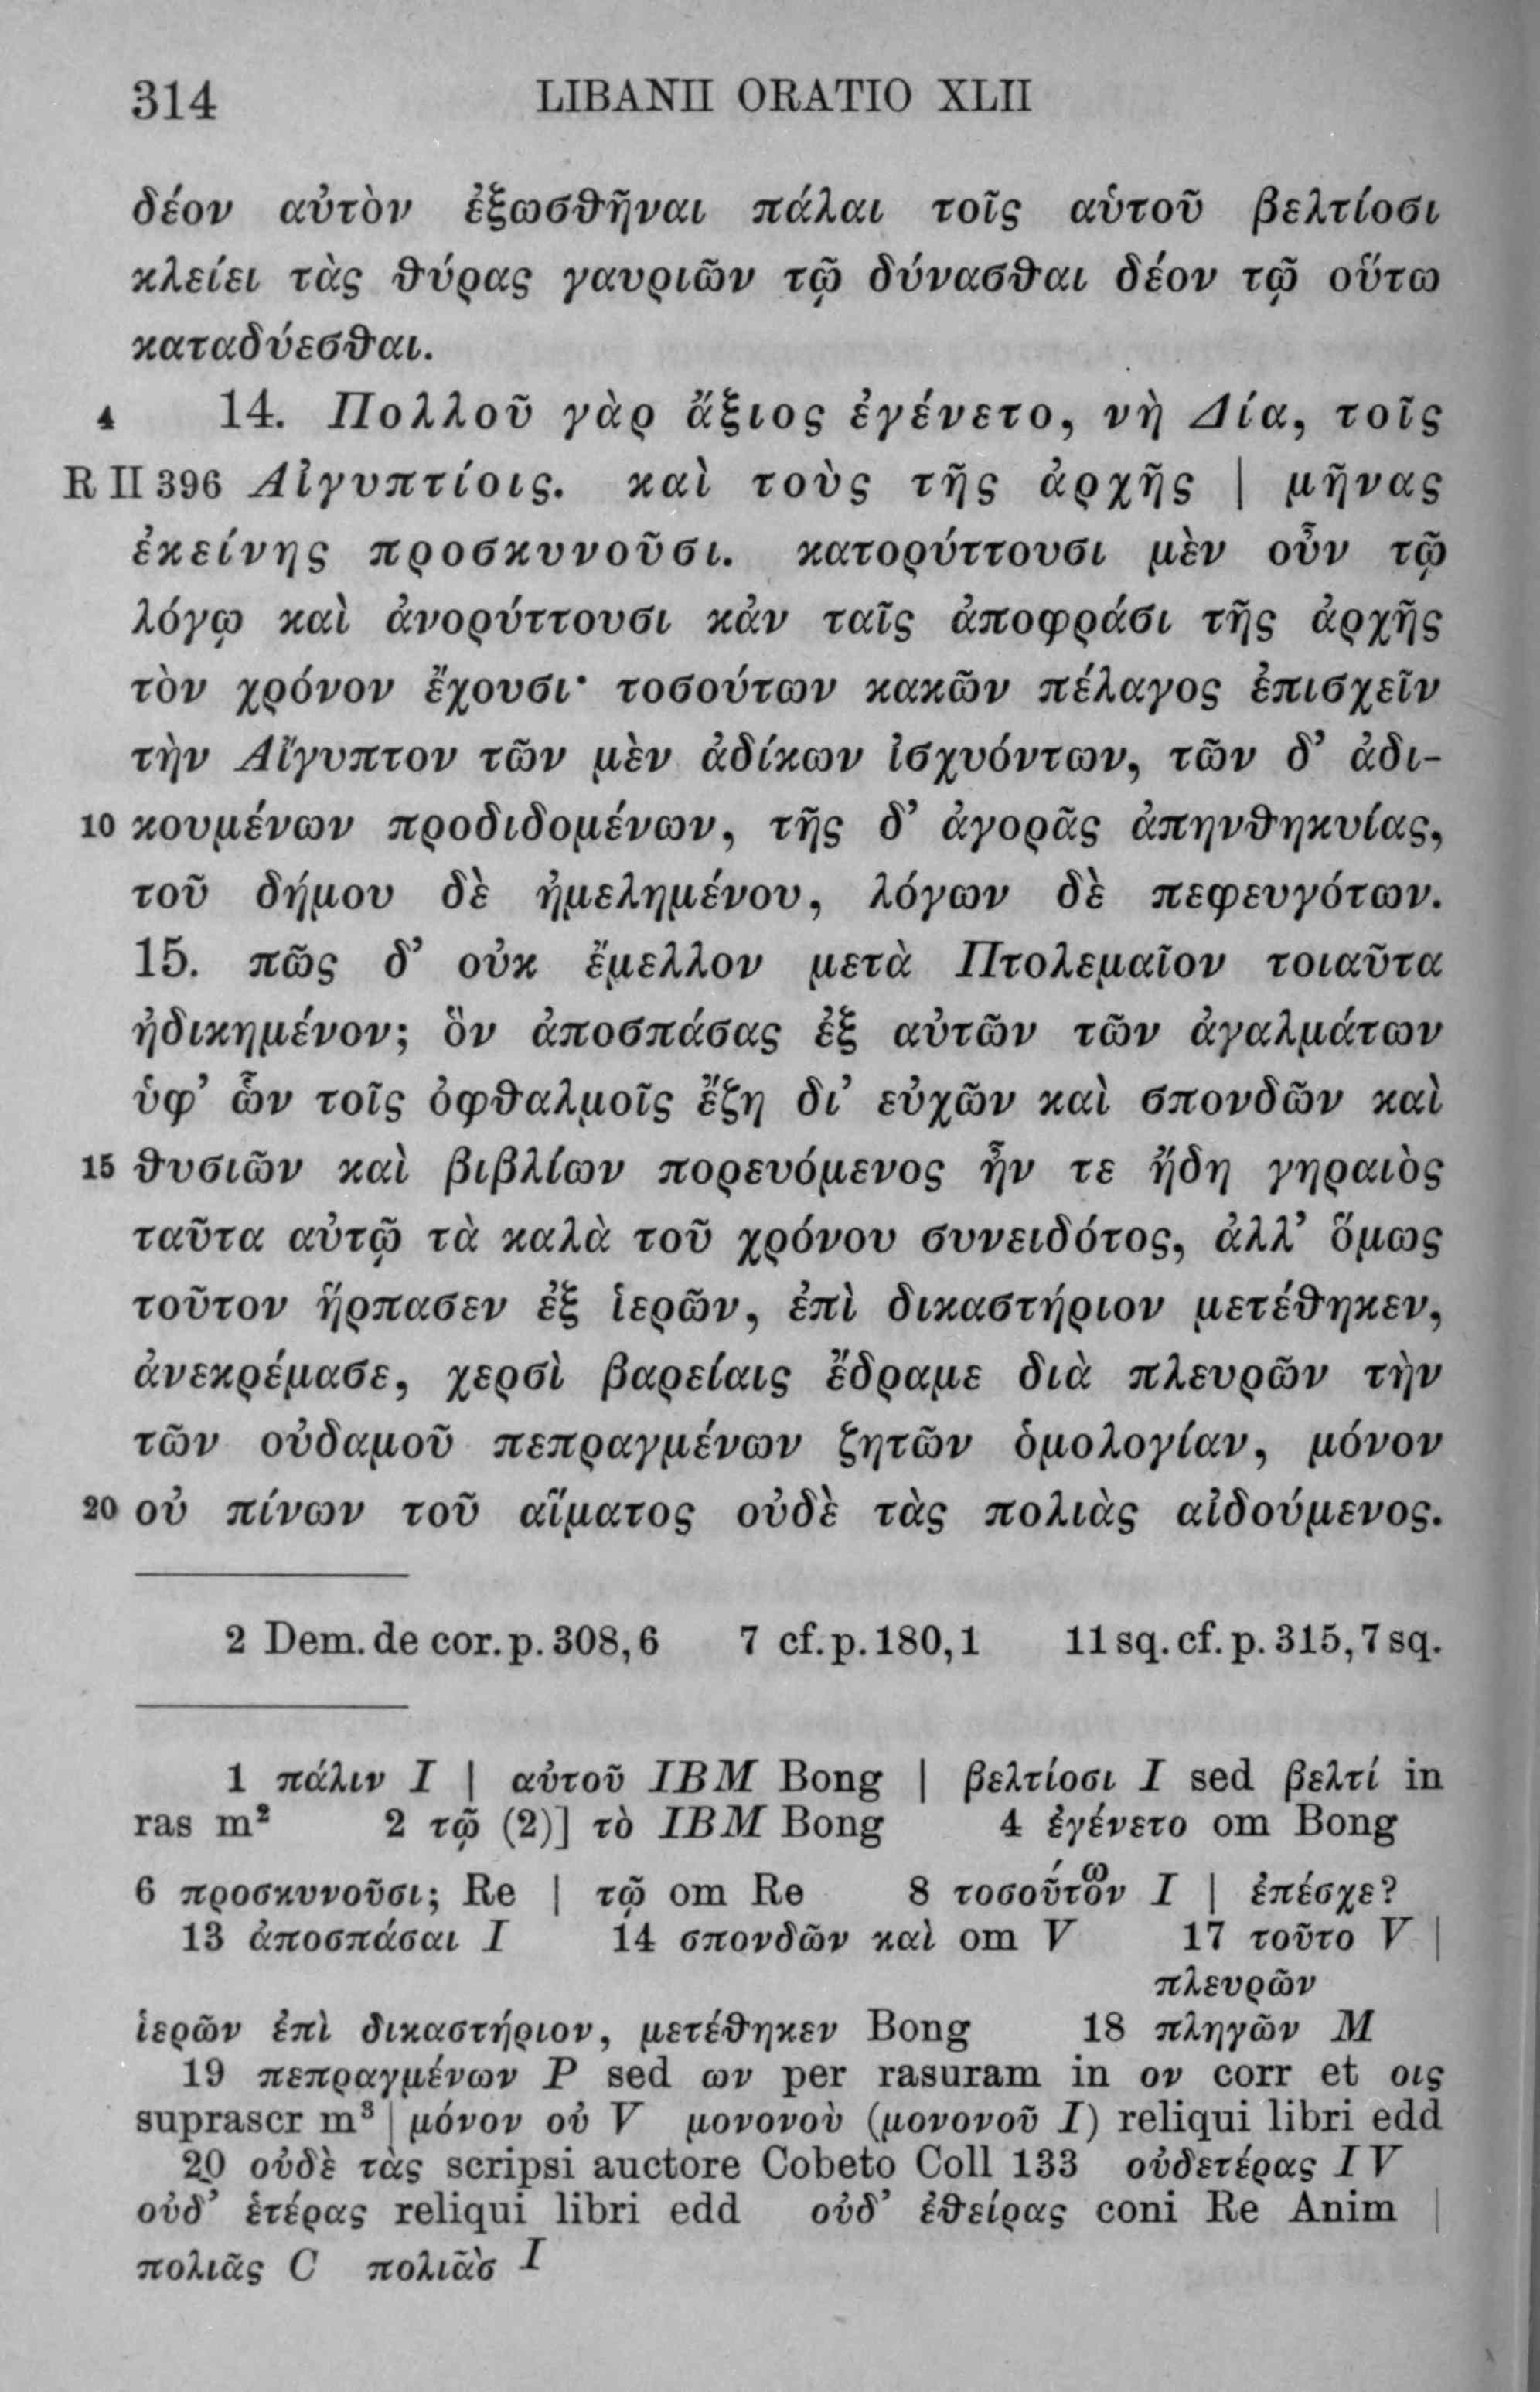 314 LIBANII ORATIO XLII
δέον αὐτὸν ἐξωσθῆναι πάλαι τοῖς αὑτοῦ βελτίοσι
κλείει τὰς θύρας γαυριῶν τῷ δύνασθαι δέον τῷ οὕτω
καταδύεσθαι.
4 14. Πολλοῦ γὰρ ἄξιος ἐγένετο, νὴ Δία, τοῖς
R II 396 Αἰγυπτίοις. καὶ τοὺς τῆς ἀρχῆς | μῆνας
ἐκείνης προσκυνοῦσι. κατορύττουσι μὲν οὖν τῷ
λόγῳ καὶ ἀνορύττουσι κἀν ταῖς ἀποφράσι τῆς ἀρχῆς
τὸν χρόνον ἔχουσι· τοσούτων κακῶν πέλαγος ἐπισχεῖν
τὴν Αἴγυπτον τῶν μὲν ἀδίκων ἰσχυόντων, τῶν δ’ ἀδι-
10 κουμένων προδιδομένων, τῆς δ’ ἀγορᾶς ἀπηνθηκυίας,
τοῦ δήμου δὲ ἠμελημένου, λόγων δὲ πεφευγότων.
15. πῶς δ’ οὐκ ἔμελλον μετὰ Πτολεμαῖον τοιαῦτα
ἠδικημένον; ὃν ἀποσπάσας ἐξ αὐτῶν τῶν ἀγαλμάτων
ὑφ’ ὧν τοῖς ὀφθαλμοῖς ἔζη δι’ εὐχῶν καὶ σπονδῶν καὶ
15 θυσιῶν καὶ βιβλίων πορευόμενος ἦν τε ἤδη γηραιὸς
ταῦτα αὐτῷ τὰ καλὰ τοῦ χρόνου συνειδότος, ἀλλ’ ὅμως
τοῦτον ἥρπασεν ἐξ ἱερῶν, ἐπὶ δικαστήριον μετέθηκεν,
ἀνεκρέμασε, χερσὶ βαρείαις ἔδραμε διὰ πλευρῶν τὴν
τῶν οὐδαμοῦ πεπραγμένων ζητῶν ὁμολογίαν, μόνον
20 οὐ πίνων τοῦ αἵματος οὐδὲ τὰς πολιὰς αἰδούμενος.
2 Dem. de cor. p. 308, 6 7 cf. p. 180, 1 11 sq. cf. p. 315, 7 sq.
1 πάλιν I | αὐτοῦ IBM Bong | βελτίοσι I sed βελτί in
ras m² 2 τῷ (2)] τὸ IBM Bong 4 ἐγένετο om Bong
6 προσκυνοῦσι; Re | τῷ om Re 8 τοσοῦ́τὸν I | ἐπέσχε?
13 ἀποσπάσαι I 14 σπονδῶν καὶ om V 17 τοῦτο V |
πλευρῶν
ἱερῶν ἐπὶ δικαστήριον, μετέθηκεν Bong 18 πληγῶν M
19 πεπραγμένων P sed ων per rasuram in ον corr et οις
suprascr m³ | μόνον οὐ V μονονοὺ (μονονοῦ I) reliqui libri edd
20 οὐδὲ τὰς scripsi auctore Cobeto Coll 133 οὐδετέρας I V
οὐδ’ ἑτέρας reliqui libri edd οὐδ’ ἐθείρας coni Re Anim |
πολιᾶς C πολιᾶ̀σ I